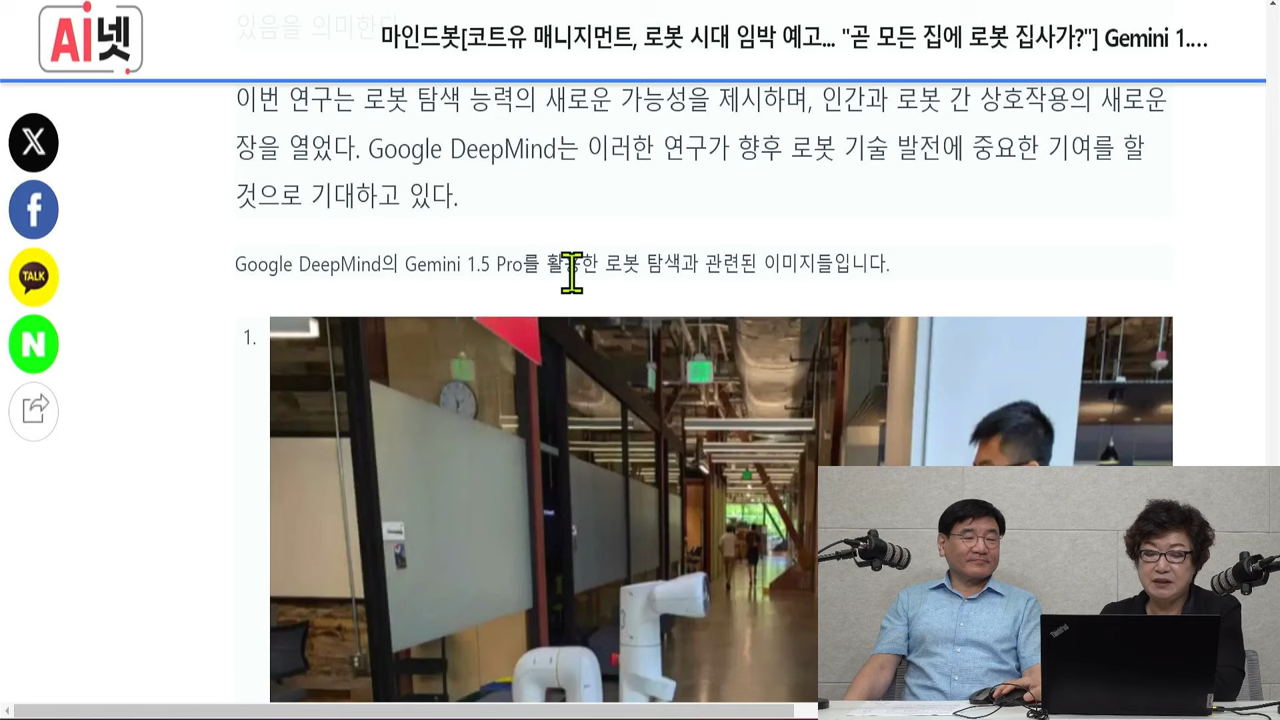 있음을 의미한다
Ai넷
마인드봇[코트유 매니지먼트, 로봇 시대 임박 예고... "곧 모든 집에 로봇 집사가?"] Gemini 1....
이번 연구는 로봇 탐색 능력의 새로운 가능성을 제시하며, 인간과 로봇 간 상호작용의 새로운
장을 열었다. Google DeepMind는 이러한 연구가 향후 로봇 기술 발전에 중요한 기여를 할
것으로 기대하고 있다.
Google DeepMind의 Gemini 1.5 Pro를 활용한 로봇 탐색과 관련된 이미지들입니다.
1.
TALK
N
ThinkPad